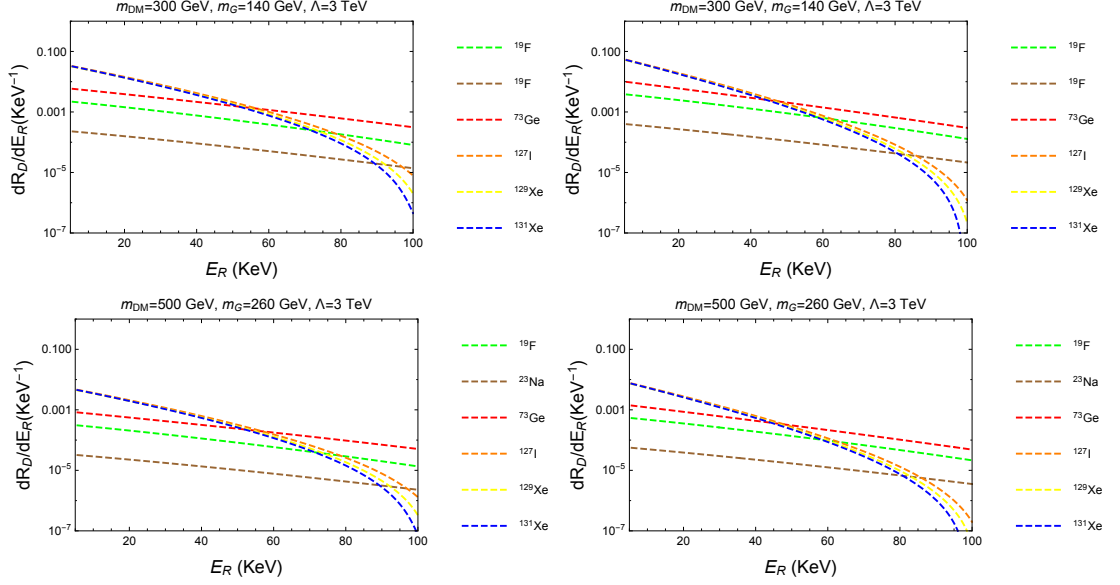 m_DM=300 GeV, m_G=140 GeV, Λ=3 TeV
dR_D/dE_R(KeV⁻¹)
0.100
0.001
10⁻⁵
10⁻⁷
20 40 60 80 100
E_R (KeV)
¹⁹F
¹⁹F
⁷³Ge
¹²⁷I
¹²⁹Xe
¹³¹Xe
m_DM=300 GeV, m_G=140 GeV, Λ=3 TeV
dR_D/dE_R(KeV⁻¹)
0.100
0.001
10⁻⁵
10⁻⁷
20 40 60 80 100
E_R (KeV)
¹⁹F
¹⁹F
⁷³Ge
¹²⁷I
¹²⁹Xe
¹³¹Xe
m_DM=500 GeV, m_G=260 GeV, Λ=3 TeV
dR_D/dE_R(KeV⁻¹)
0.100
0.001
10⁻⁵
10⁻⁷
20 40 60 80 100
E_R (KeV)
¹⁹F
²³Na
⁷³Ge
¹²⁷I
¹²⁹Xe
¹³¹Xe
m_DM=500 GeV, m_G=260 GeV, Λ=3 TeV
dR_D/dE_R(KeV⁻¹)
0.100
0.001
10⁻⁵
10⁻⁷
20 40 60 80 100
E_R (KeV)
¹⁹F
²³Na
⁷³Ge
¹²⁷I
¹²⁹Xe
¹³¹Xe